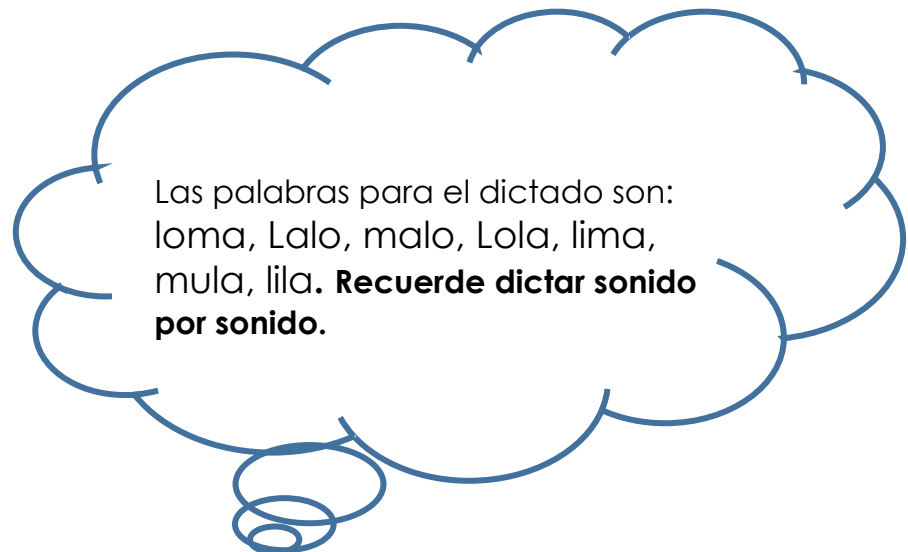 Las palabras para el dictado son:
loma, Lalo, malo, Lola, lima,
mula, lila. Recuerde dictar sonido
por sonido.